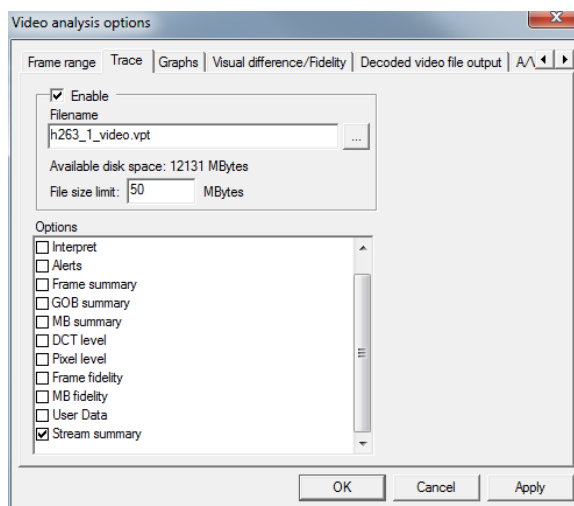 Video analysis options
Frame range Trace Graphs Visual difference/Fidelity Decoded video file output A/V
Enable
Filename
h263_1_video.vpt ...
Available disk space: 12131 MBytes
File size limit: 50 MBytes
Options
Interpret
Alerts
Frame summary
GOB summary
MB summary
DCT level
Pixel level
Frame fidelity
MB fidelity
User Data
Stream summary
OK Cancel Apply